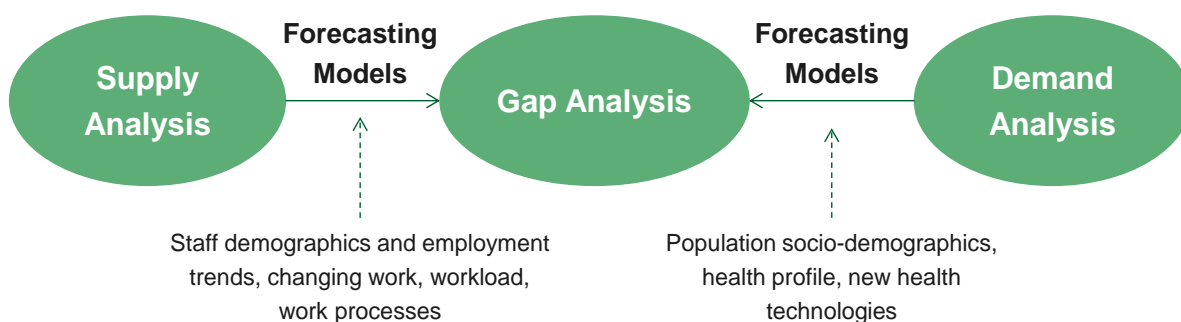 Supply
Analysis
Forecasting
Models
Gap Analysis
Forecasting
Models
Demand
Analysis
Staff demographics and employment
trends, changing work, workload,
work processes
Population socio-demographics,
health profile, new health
technologies